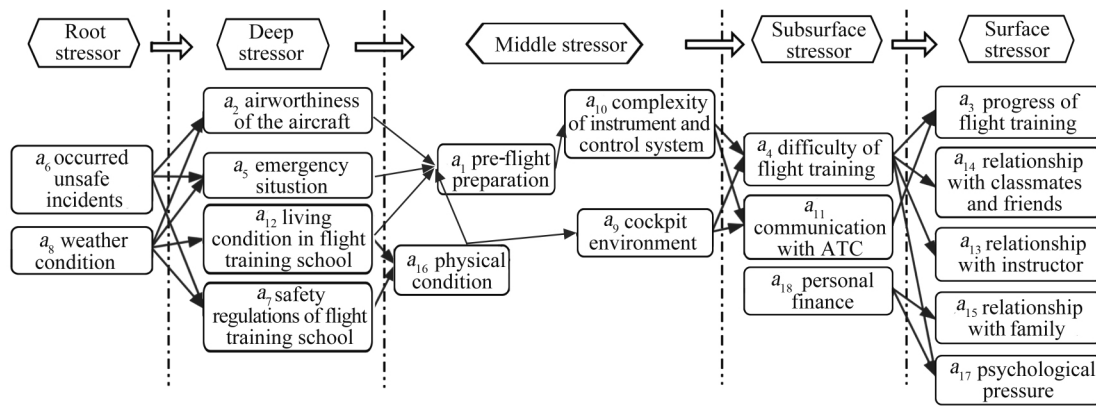 Root
stressor
Deep
stressor
Middle stressor
Subsurface
stressor
Surface
stressor
a6 occurred
unsafe
incidents
a8 weather
condition
a2 airworthiness
of the aircraft
a5 emergency
situstion
a12 living
condition in flight
training school
a7 safety
regulations of flight
training school
a1 pre-flight
preparation
a16 physical
condition
a10 complexity
of instrument and
control system
a9 cockpit
environment
a4 difficulty of
flight training
a11
communication
with ATC
a18 personal
finance
a3 progress of
flight training
a14 relationship
with classmates
and friends
a13 relationship
with instructor
a15 relationship
with family
a17 psychological
pressure